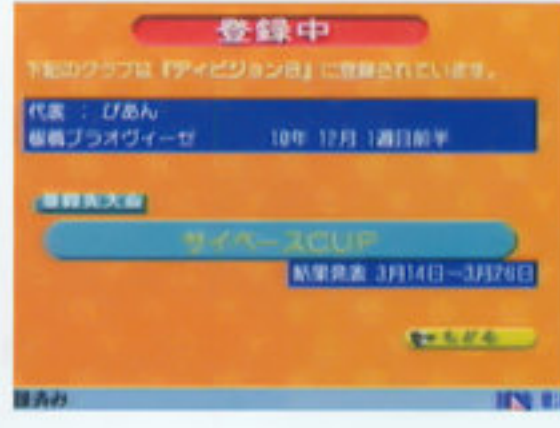 登録中
下記のクラブは『ディビジョンB』に登録されています。
代表 : びあん
板橋ブラオヴィーゼ 10年 12月 1週目前半
登録先大会
サイベースCUP
結果発表 3月14日~3月26日
もどる
録済み